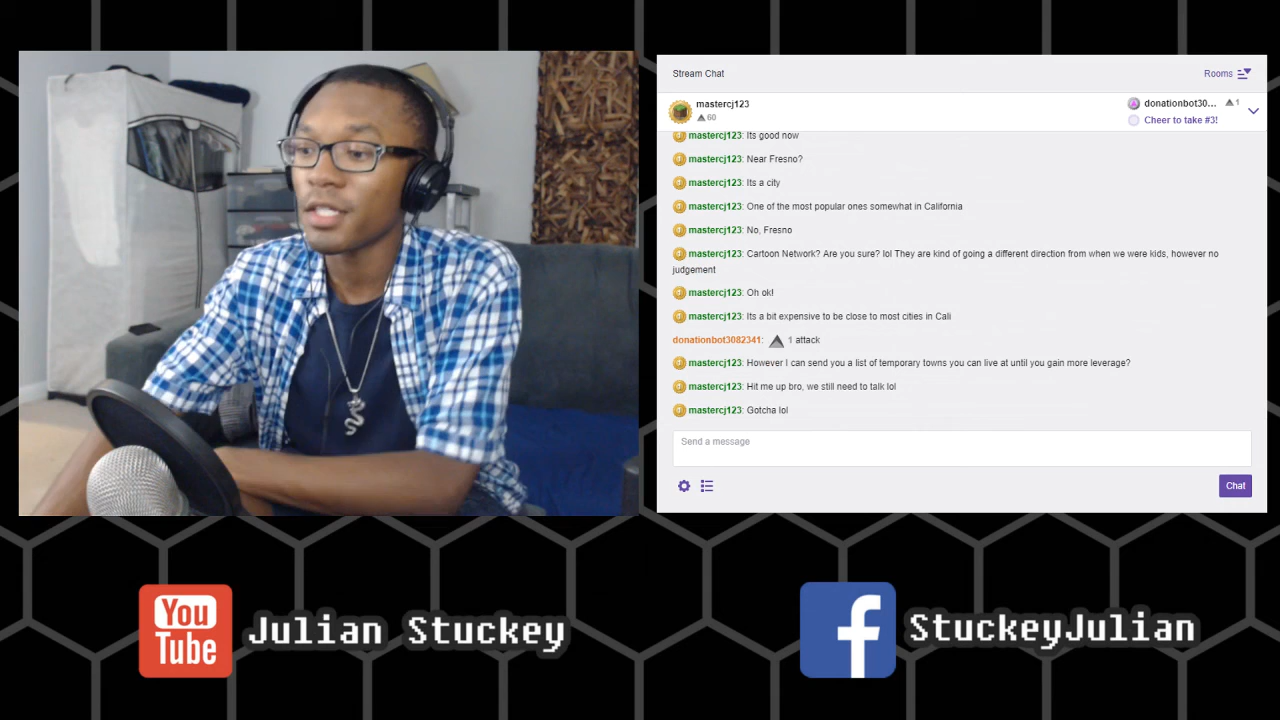 Stream Chat
Rooms
mastercj123
60
donationbot30... 1
Cheer to take #3!
mastercj123: Its good now
mastercj123: Near Fresno?
mastercj123: Its a city
mastercj123: One of the most popular ones somewhat in California
mastercj123: No, Fresno
mastercj123: Cartoon Network? Are you sure? lol They are kind of going a different direction from when we were kids, however no
judgement
mastercj123: Oh ok!
mastercj123: Its a bit expensive to be close to most cities in Cali
donationbot3082341: 1 attack
mastercj123: However I can send you a list of temporary towns you can live at until you gain more leverage?
mastercj123: Hit me up bro, we still need to talk lol
mastercj123: Gotcha lol
Send a message
Chat
You
Tube
Julian Stuckey
f
StuckeyJulian